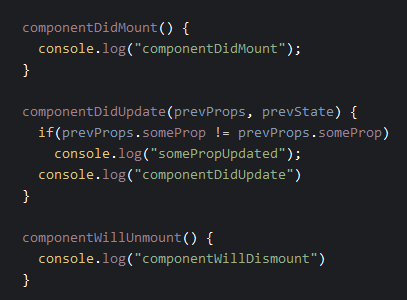 componentDidMount() {
  console.log("componentDidMount");
}

componentDidUpdate(prevProps, prevState) {
  if(prevProps.someProp != prevProps.someProp)
    console.log("somePropUpdated");
  console.log("componentDidUpdate")
}

componentWillUnmount() {
  console.log("componentWillDismount")
}